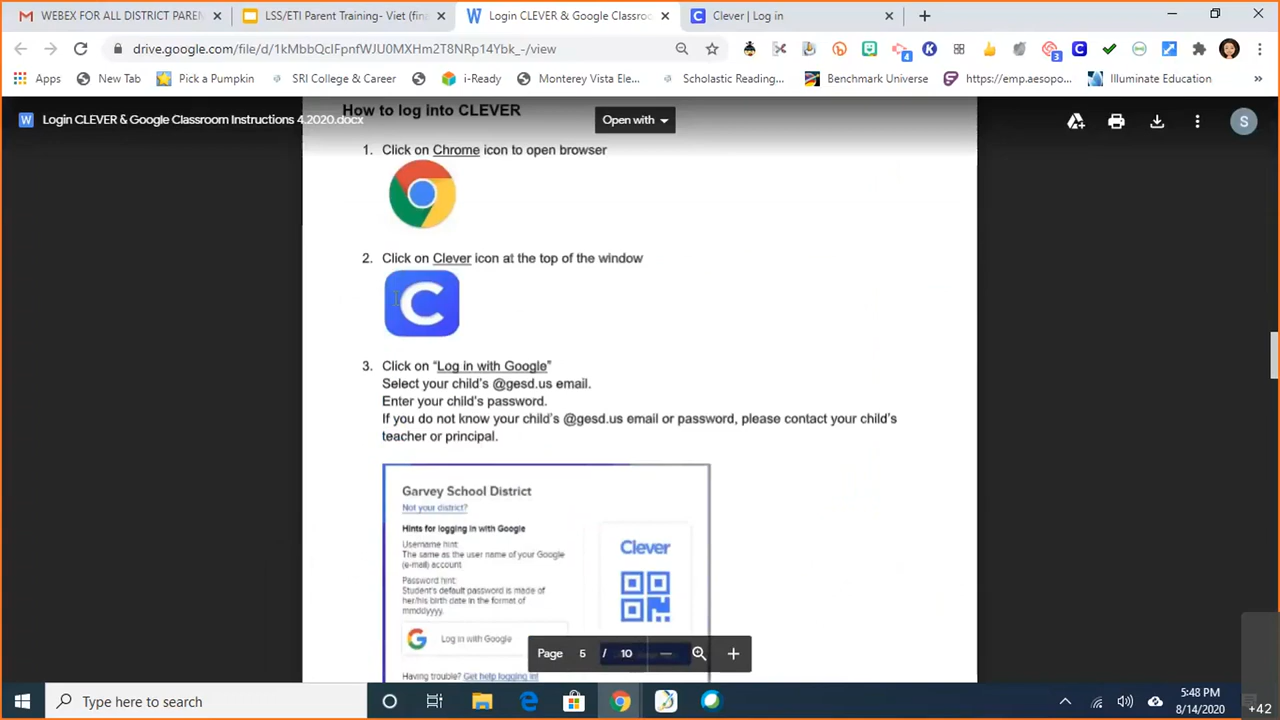 WEBEX FOR ALL DISTRICT PAREN
LSS/ETI Parent Training- Viet (fina
Login CLEVER & Google Classroo
Clever | Log in
drive.google.com/file/d/1kMbbQclFpnfWJU0MXHm2T8NRp14Ybk_-/view
Apps
New Tab
Pick a Pumpkin
SRI College & Career
i-Ready
Monterey Vista Ele...
Scholastic Reading...
Benchmark Universe
https://emp.aesopo...
Illuminate Education
Login CLEVER & Google Classroom Instructions 4.2020.docx
Open with
S
How to log into CLEVER
1. Click on Chrome icon to open browser
2. Click on Clever icon at the top of the window
C
3. Click on “Log in with Google”
Select your child’s @gesd.us email.
Enter your child’s password.
If you do not know your child’s @gesd.us email or password, please contact your child’s
teacher or principal.
Garvey School District
Not your district?
Hints for logging in with Google
Username hint:
The same as the user name of your Google
(e-mail) account
Password hint:
Student's default password is made of
her/his birth date in the format of
mmddyyyy.
Log in with Google
Having trouble? Get help logging in!
Clever
Page 5 / 10
Type here to search
5:48 PM
8/14/2020
+42